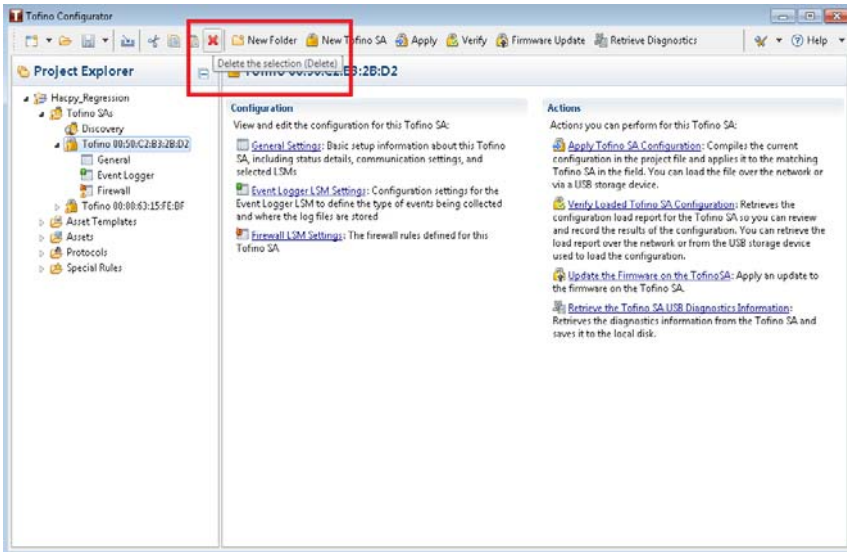 Tofino Configurator
New Folder New Tofino SA Apply Verify Firmware Update Retrieve Diagnostics Help
Delete the selection (Delete)
Project Explorer
Tofino 00:50:C2:B3:2B:D2
Hacpy_Regression
Tofino SAs
Discovery
Tofino 00:50:C2:B3:2B:D2
General
Event Logger
Firewall
Tofino 00:80:63:15:FE:BF
Asset Templates
Assets
Protocols
Special Rules
Configuration
View and edit the configuration for this Tofino SA:
General Settings: Basic setup information about this Tofino
SA, including status details, communication settings, and
selected LSMs
Event Logger LSM Settings: Configuration settings for the
Event Logger LSM to define the type of events being collected
and where the log files are stored
Firewall LSM Settings: The firewall rules defined for this
Tofino SA
Actions
Actions you can perform for this Tofino SA:
Apply Tofino SA Configuration: Compiles the current
configuration in the project file and applies it to the matching
Tofino SA in the field. You can load the file over the network or
via a USB storage device.
Verify Loaded Tofino SA Configuration: Retrieves the
configuration load report for the Tofino SA so you can review
and record the results of the configuration. You can retrieve the
load report over the network or from the USB storage device
used to load the configuration.
Update the Firmware on the TofinoSA: Apply an update to
the firmware on the Tofino SA.
Retrieve the Tofino SA USB Diagnostics Information:
Retrieves the diagnostics information from the Tofino SA and
saves it to the local disk.